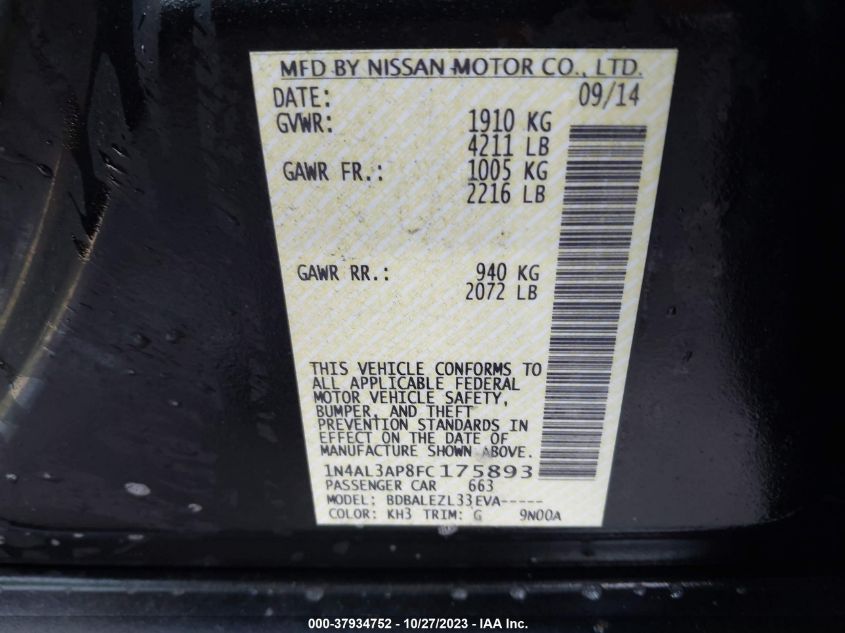 MFD BY NISSAN MOTOR CO., LTD.
DATE: 09/14
GVWR: 1910 KG
4211 LB
GAWR FR.: 1005 KG
2216 LB
GAWR RR.: 940 KG
2072 LB
THIS VEHICLE CONFORMS TO
ALL APPLICABLE FEDERAL
MOTOR VEHICLE SAFETY,
BUMPER, AND THEFT
PREVENTION STANDARDS IN
EFFECT ON THE DATE OF
MANUFACTURE SHOWN ABOVE.
1N4AL3AP8FC175893
PASSENGER CAR 663
MODEL: BDBALEZL33EVA-----
COLOR: KH3 TRIM: G 9N00A
000-37934752 - 10/27/2023 - IAA Inc.